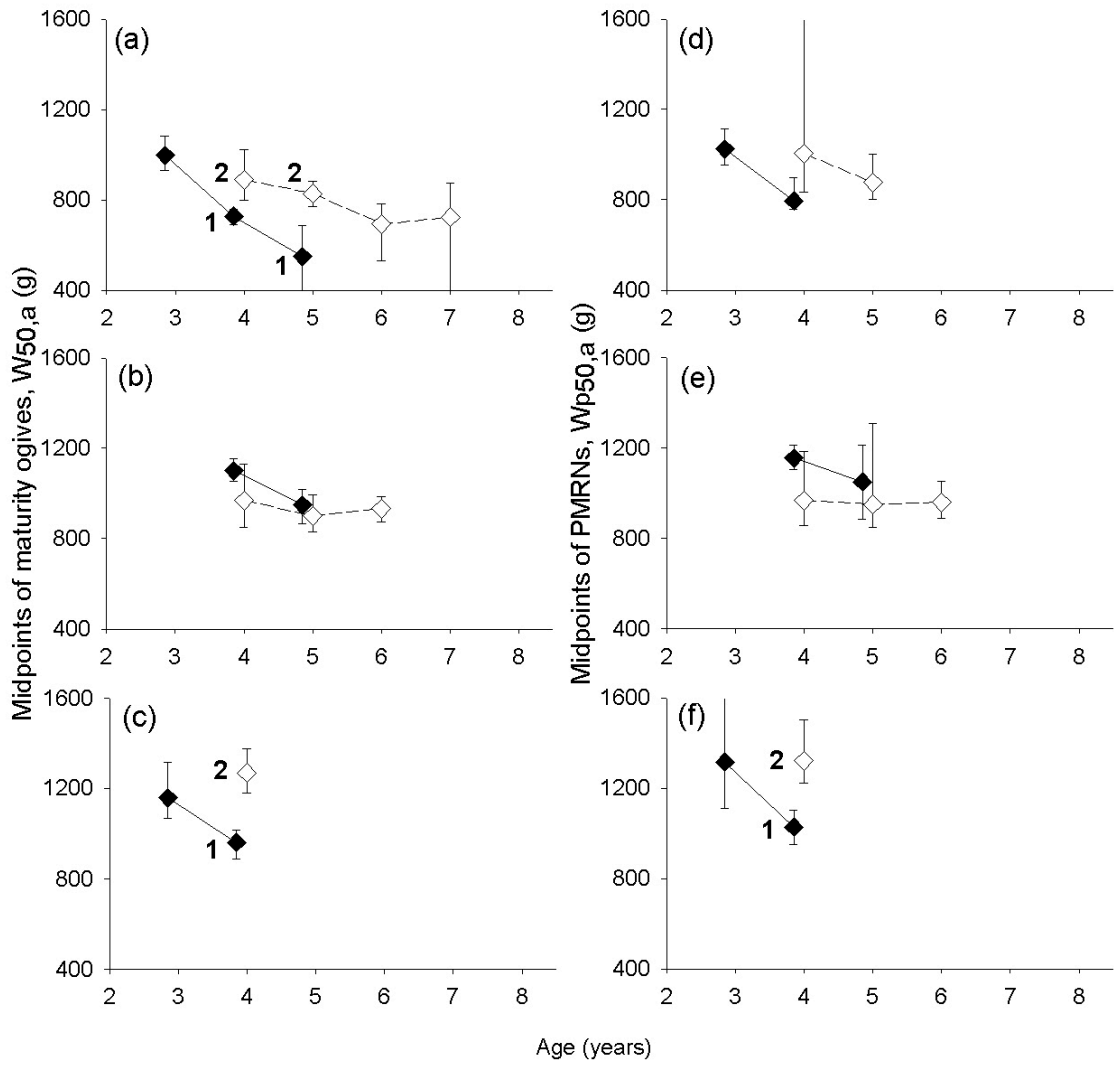 Midpoints of maturity ogives, W50,a (g)
(a)
1600
1200
800
400
2 2
1
1
2 3 4 5 6 7 8
(b)
1600
1200
800
400
2 3 4 5 6 7 8
(c)
1600
1200
800
400
2
1
2 3 4 5 6 7 8
Midpoints of PMRNs, Wp50,a (g)
(d)
1600
1200
800
400
2 3 4 5 6 7 8
(e)
1600
1200
800
400
2 3 4 5 6 7 8
(f)
1600
1200
800
400
2
1
2 3 4 5 6 7 8
Age (years)